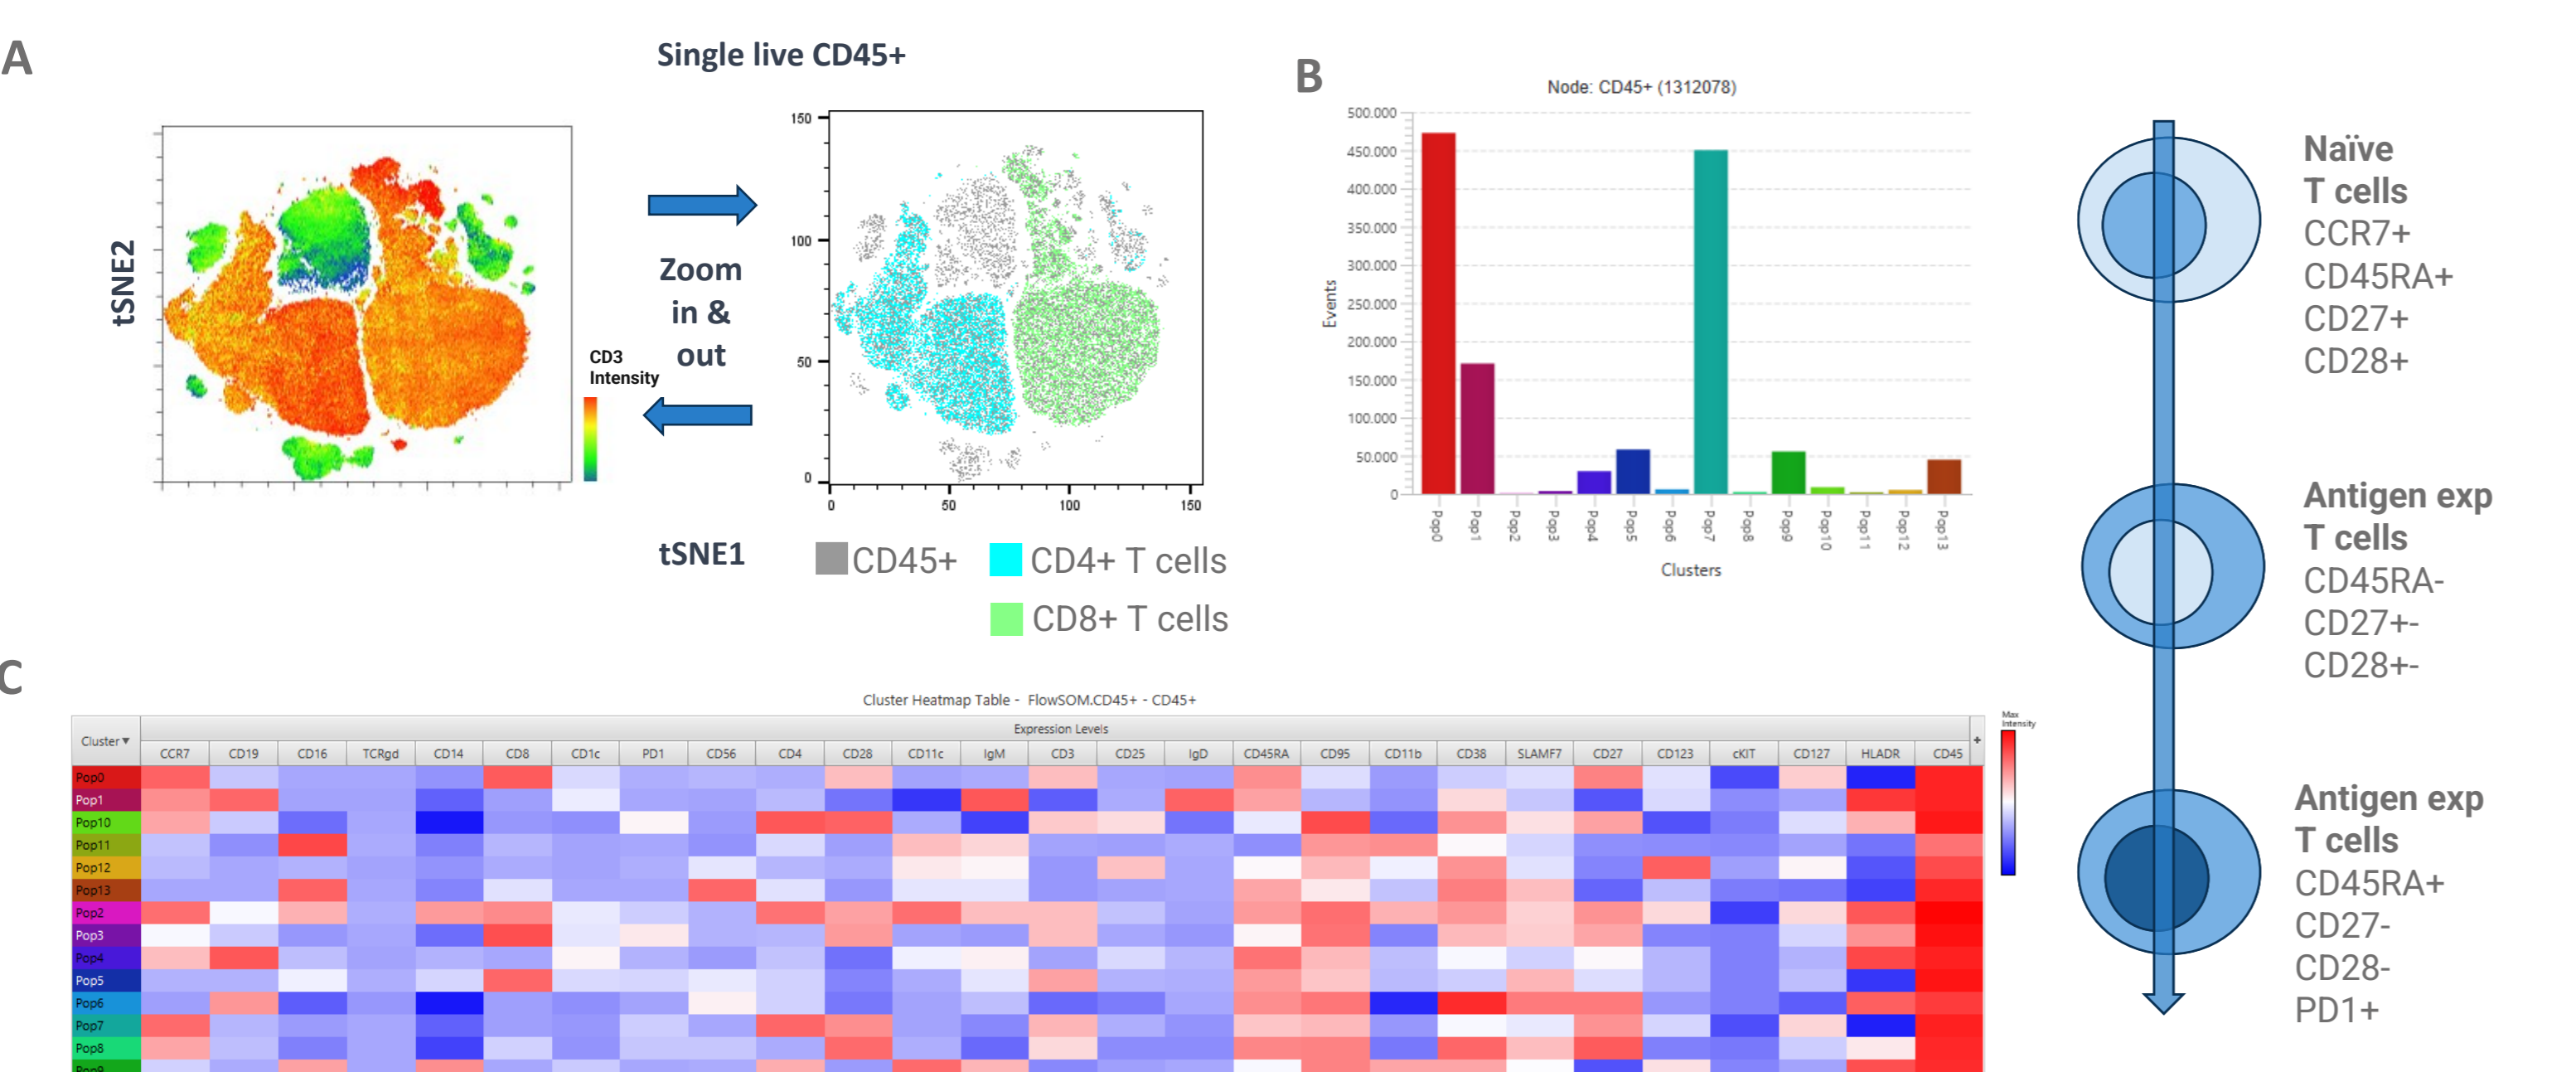 A
Single live CD45+
tSNE2
CD3
Intensity
Zoom
in &
out
150
100
50
0
0
50
100
150
tSNE1
CD45+
CD4+ T cells
CD8+ T cells
B
Node: CD45+ (1312078)
Events
500.000
450.000
400.000
350.000
300.000
250.000
200.000
150.000
100.000
50.000
0
Pop0
Pop1
Pop2
Pop3
Pop4
Pop5
Pop6
Pop7
Pop8
Pop9
Pop10
Pop11
Pop12
Pop13
Clusters
Naïve
T cells
CCR7+
CD45RA+
CD27+
CD28+
Antigen exp
T cells
CD45RA-
CD27+-
CD28+-
Antigen exp
T cells
CD45RA+
CD27-
CD28-
PD1+
C
Cluster Heatmap Table - FlowSOM.CD45+ - CD45+
Cluster
Expression Levels
+
CCR7 CD19 CD16 TCRgd CD14 CD8 CD1c PD1 CD56 CD4 CD28 CD11c IgM CD3 CD25 IgD CD45RA CD95 CD11b CD38 SLAMF7 CD27 CD123 cKIT CD127 HLADR CD45
Pop0
Pop1
Pop10
Pop11
Pop12
Pop13
Pop2
Pop3
Pop4
Pop5
Pop6
Pop7
Pop8
Pop9
Max
Intensity